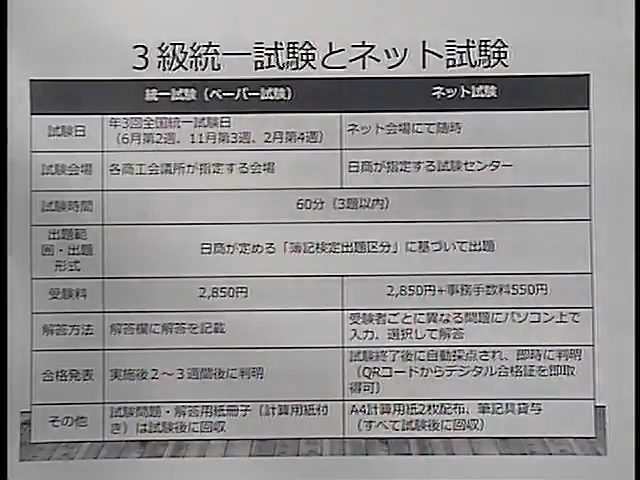 3級統一試験とネット試験
統一試験（ペーパー試験）
ネット試験
試験日
年3回全国統一試験日
（6月第2週、11月第3週、2月第4週）
ネット会場にて随時
試験会場
各商工会議所が指定する会場
日商が指定する試験センター
試験時間
60分（3題以内）
出題範
囲・出題
形式
日商が定める「簿記検定出題区分」に基づいて出題
受験料
2,850円
2,850円+事務手数料550円
解答方法
解答欄に解答を記載
受験者ごとに異なる問題にパソコン上で
入力、選択して解答
合格発表
実施後2～3週間後に判明
試験終了後に自動採点され、即時に判明
（QRコードからデジタル合格証を即取
得可）
その他
試験問題・解答用紙冊子（計算用紙付
き）は試験後に回収
A4計算用紙2枚配布、筆記具貸与
（すべて試験後に回収）